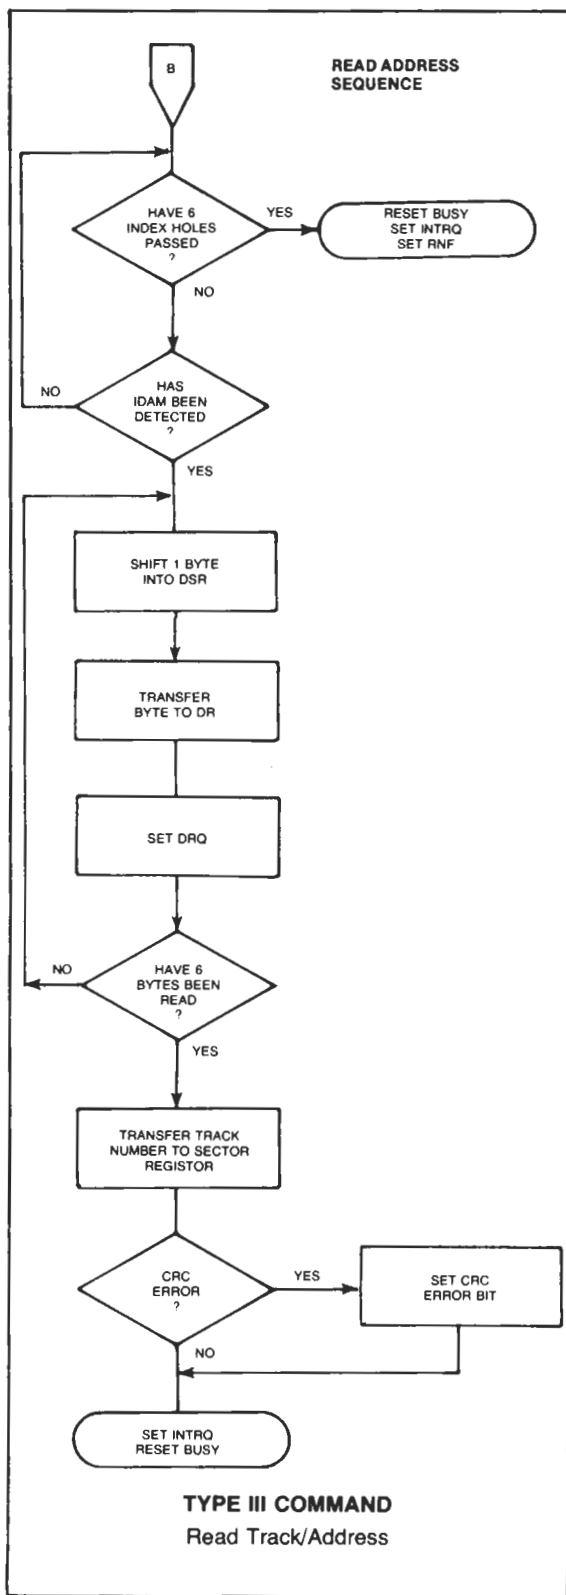 B
READ ADDRESS
SEQUENCE
HAVE 6
INDEX HOLES
PASSED
?
YES
RESET BUSY
SET INTRQ
SET RNF
NO
HAS
IDAM BEEN
DETECTED
?
NO
YES
SHIFT 1 BYTE
INTO DSR
TRANSFER
BYTE TO DR
SET DRQ
HAVE 6
BYTES BEEN
READ
?
NO
YES
TRANSFER TRACK
NUMBER TO SECTOR
REGISTOR
CRC
ERROR
?
YES
SET CRC
ERROR BIT
NO
SET INTRQ
RESET BUSY
TYPE III COMMAND
Read Track/Address